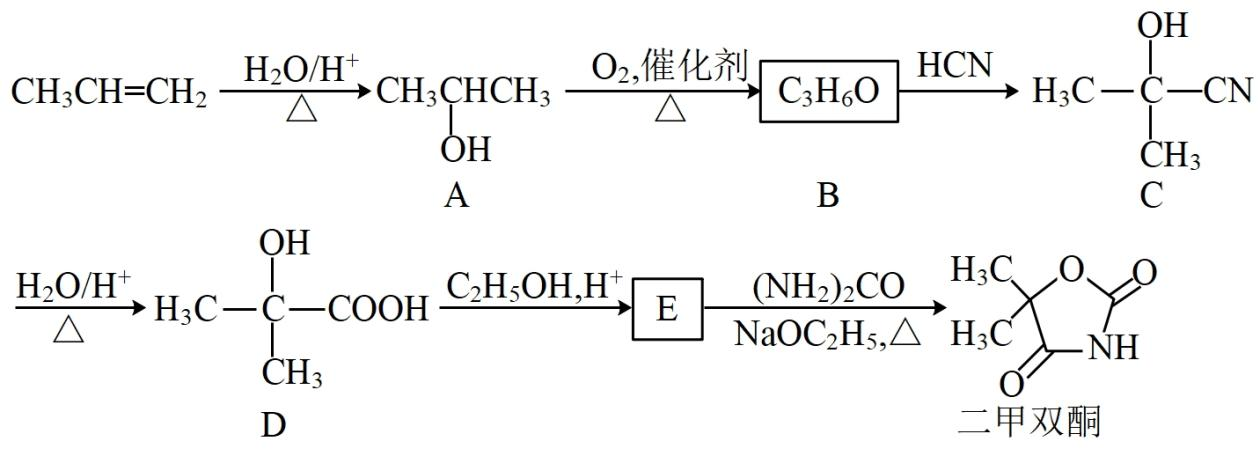 CH₃CH=CH₂ H₂O/H⁺ △ CH₃CHCH₃ OH A O₂,催化剂 △ C₃H₆O B HCN OH H₃C—C—CN CH₃ C
H₂O/H⁺ △ OH H₃C—C—COOH CH₃ D C₂H₅OH,H⁺ E (NH₂)₂CO NaOC₂H₅,△ H₃C H₃C O O NH O 二甲双酮